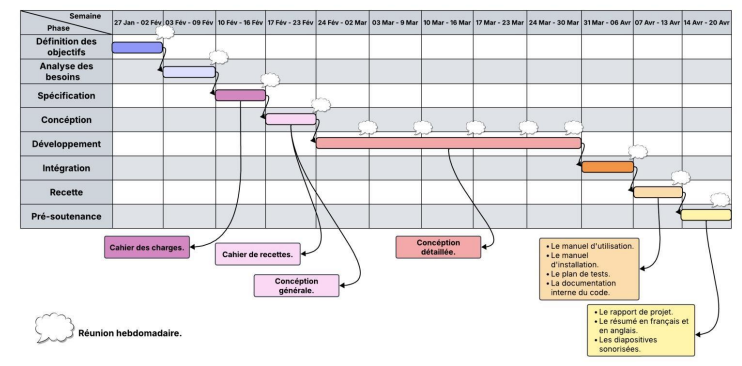 Semaine
Phase
27 Jan - 02 Fév
03 Fév - 09 Fév
10 Fév - 16 Fév
17 Fév - 23 Fév
24 Fév - 02 Mar
03 Mar - 9 Mar
10 Mar - 16 Mar
17 Mar - 23 Mar
24 Mar - 30 Mar
31 Mar - 06 Avr
07 Avr - 13 Avr
14 Avr - 20 Avr
Définition des
objectifs
Analyse des
besoins
Spécification
Concéption
Développement
Intégration
Recette
Pré-soutenance
Cahier des charges.
Cahier de recettes.
Concéption
générale.
Concéption
détaillée.
• Le manuel d'utilisation.
• Le manuel
d'installation.
• Le plan de tests.
• La documentation
interne du code.
• Le rapport de projet.
• Le résumé en français et
en anglais.
• Les diapositives
sonorisées.
Réunion hebdomadaire.